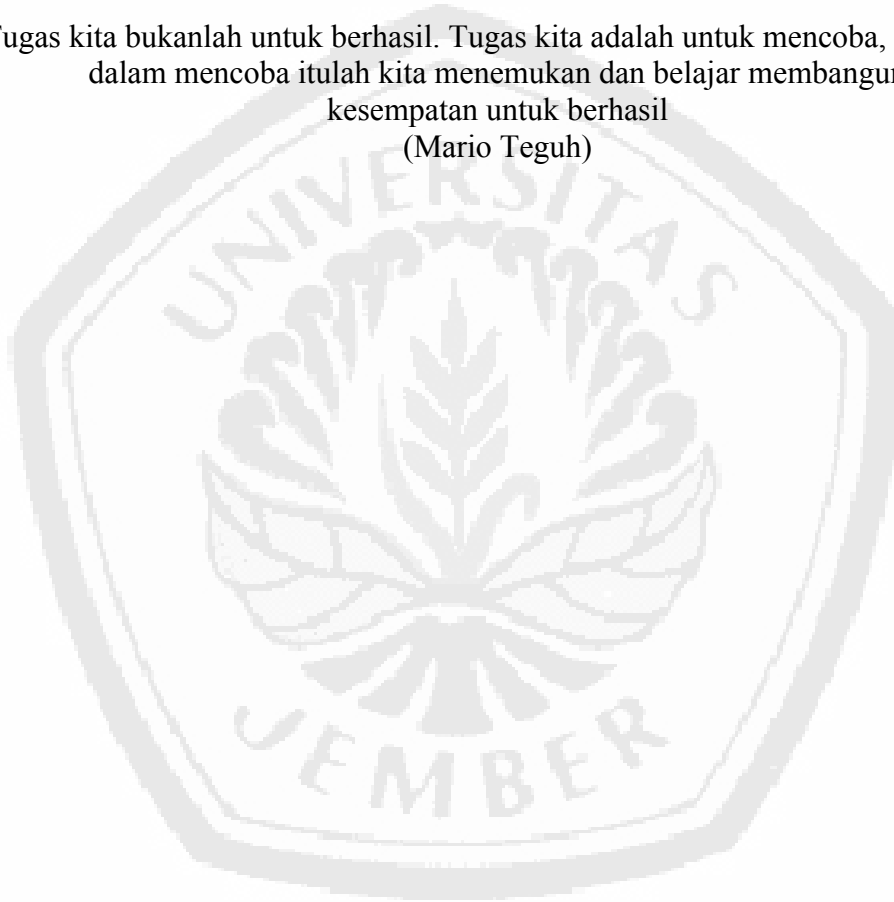 Tugas kita bukanlah untuk berhasil. Tugas kita adalah untuk mencoba,
dalam mencoba itulah kita menemukan dan belajar membangun
kesempatan untuk berhasil
(Mario Teguh)
UNIVERSITAS
JEMBER